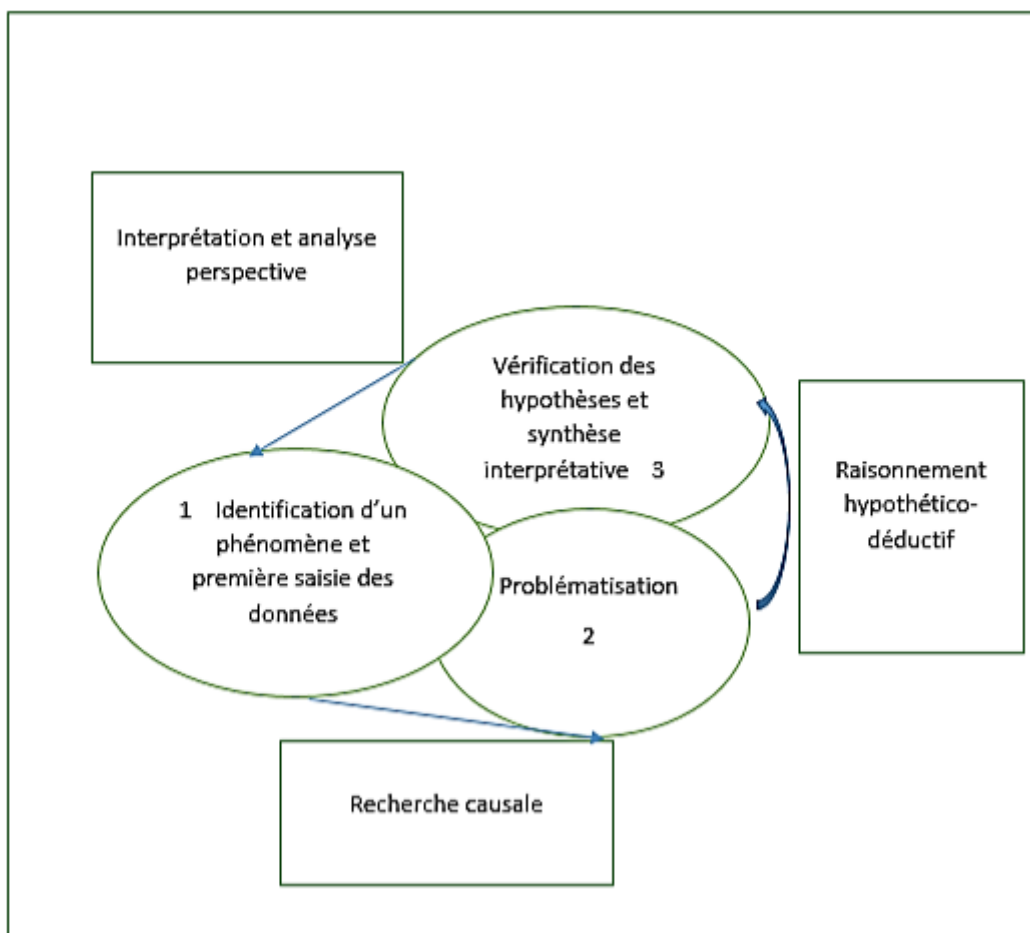 Interprétation et analyse
perspective
Vérification des
hypothèses et
synthèse
interprétative 3
1 Identification d'un
phénomène et
première saisie des
données
Problématisation
2
Raisonnement
hypothético-
déductif
Recherche causale